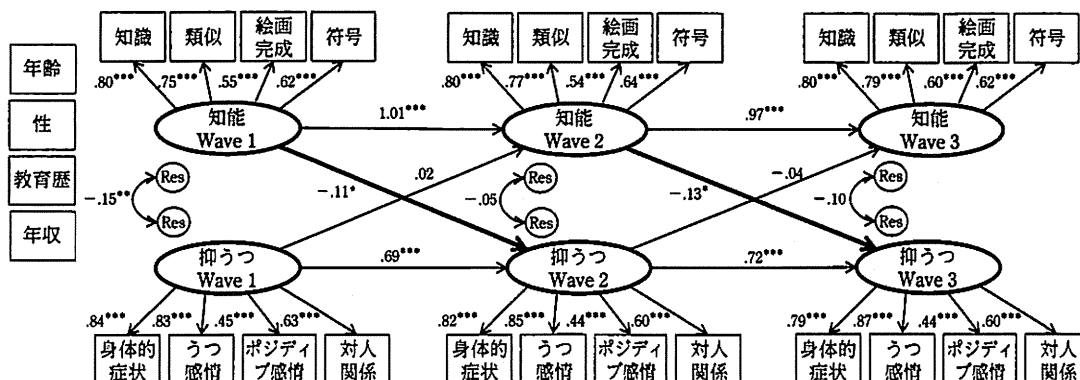 年齢
性
教育歴
年収
知識
類似
絵画
完成
符号
知識
類似
絵画
完成
符号
知識
類似
絵画
完成
符号
.80***
.75***
.55***
.62***
.80***
.77***
.54***
.64***
.80***
.79***
.60***
.62***
知能
Wave 1
1.01***
知能
Wave 2
.97***
知能
Wave 3
-.15**
Res
Res
-.11*
.02
-.05
Res
Res
-.13*
-.04
-.10
Res
Res
抑うつ
Wave 1
.69***
抑うつ
Wave 2
.72***
抑うつ
Wave 3
.84***
.83***
.45***
.63***
.82***
.85***
.44***
.60***
.79***
.87***
.44***
.60***
身体的
症状
うつ
感情
ポジティ
ブ感情
対人
関係
身体的
症状
うつ
感情
ポジティ
ブ感情
対人
関係
身体的
症状
うつ
感情
ポジティ
ブ感情
対人
関係